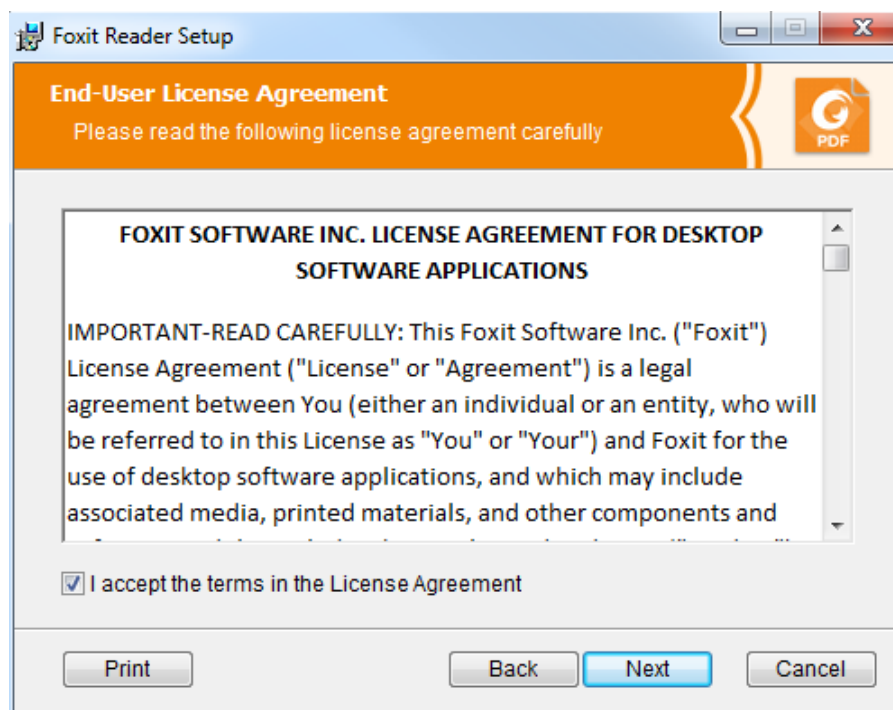 Foxit Reader Setup
End-User License Agreement
Please read the following license agreement carefully
PDF
FOXIT SOFTWARE INC. LICENSE AGREEMENT FOR DESKTOP
SOFTWARE APPLICATIONS
IMPORTANT-READ CAREFULLY: This Foxit Software Inc. ("Foxit")
License Agreement ("License" or "Agreement") is a legal
agreement between You (either an individual or an entity, who will
be referred to in this License as "You" or "Your") and Foxit for the
use of desktop software applications, and which may include
associated media, printed materials, and other components and
I accept the terms in the License Agreement
Print Back Next Cancel